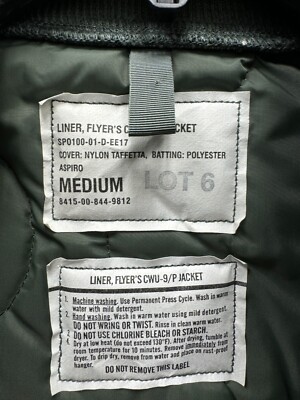 LINER, FLYER'S C JACKET
SPO100-01-D-EE17
COVER: NYLON TAFFETTA, BATTING: POLYESTER
ASPIRO
MEDIUM LOT 6
8415-00-844-9812
LINER, FLYER'S CWU-9/P JACKET
1. Machine washing. Use Permanent Press Cycle. Wash in warm
water with mild detergent.
2. Hand washing. Wash in warm water with mild detergent.
DO NOT WRING OR TWIST. Rinse in clean warm water.
3. DO NOT USE CHLORINE BLEACH OR STARCH.
4. Dry at low heat (do not exceed 130°F). After drying, fumble at
room temperature for 10 minutes. Remove immediately from
dryer. To drip dry, remove from water and place on rust-proof
hanger.
DO NOT REMOVE THIS LABEL